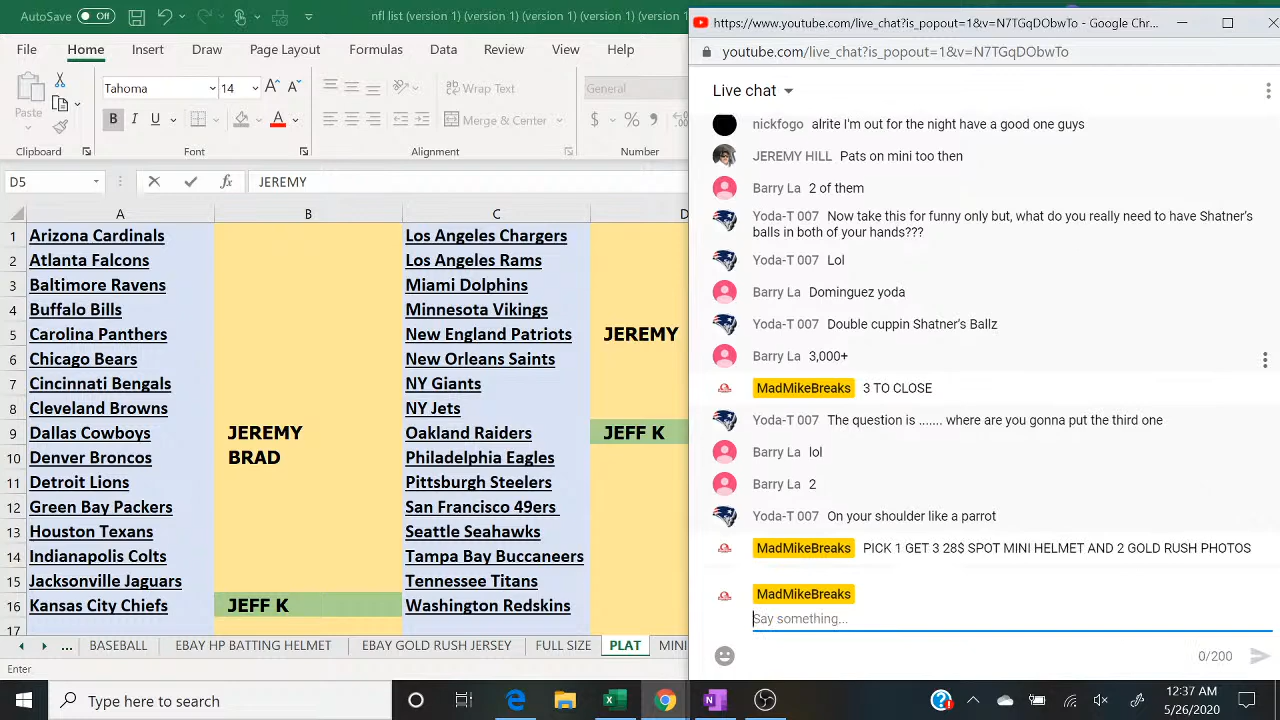 AutoSave Off nfl list (version 1) (version 1) (version 1) (version
https://www.youtube.com/live_chat?is_popout=1&v=N7TGqDObwTo - Google Chr...
youtube.com/live_chat?is_popout=1&v=N7TGqDObwTo
File Home Insert Draw Page Layout Formulas Data Review View Help
Paste
Tahoma 14
B I U A
Wrap Text
Merge & Center
General
$ % 9
Clipboard Font Alignment Number
D5 fx JEREMY
A B C D
1 Arizona Cardinals Los Angeles Chargers
2 Atlanta Falcons Los Angeles Rams
3 Baltimore Ravens Miami Dolphins
4 Buffalo Bills Minnesota Vikings
5 Carolina Panthers New England Patriots JEREMY
6 Chicago Bears New Orleans Saints
7 Cincinnati Bengals NY Giants
8 Cleveland Browns NY Jets
9 Dallas Cowboys JEREMY Oakland Raiders JEFF K
10 Denver Broncos BRAD Philadelphia Eagles
11 Detroit Lions Pittsburgh Steelers
12 Green Bay Packers San Francisco 49ers
13 Houston Texans Seattle Seahawks
14 Indianapolis Colts Tampa Bay Buccaneers
15 Jacksonville Jaguars Tennessee Titans
16 Kansas City Chiefs JEFF K Washington Redskins
17
... BASEBALL EBAY HP BATTING HELMET EBAY GOLD RUSH JERSEY FULL SIZE PLAT MINI
Enter
Live chat
nickfogo alrite I'm out for the night have a good one guys
JEREMY HILL Pats on mini too then
Barry La 2 of them
Yoda-T 007 Now take this for funny only but, what do you really need to have Shatner's
balls in both of your hands???
Yoda-T 007 Lol
Barry La Dominguez yoda
Yoda-T 007 Double cuppin Shatner's Ballz
Barry La 3,000+
MadMikeBreaks 3 TO CLOSE
Yoda-T 007 The question is ....... where are you gonna put the third one
Barry La lol
Barry La 2
Yoda-T 007 On your shoulder like a parrot
MadMikeBreaks PICK 1 GET 3 28$ SPOT MINI HELMET AND 2 GOLD RUSH PHOTOS
MadMikeBreaks
Say something...
0/200
Type here to search
12:37 AM
5/26/2020